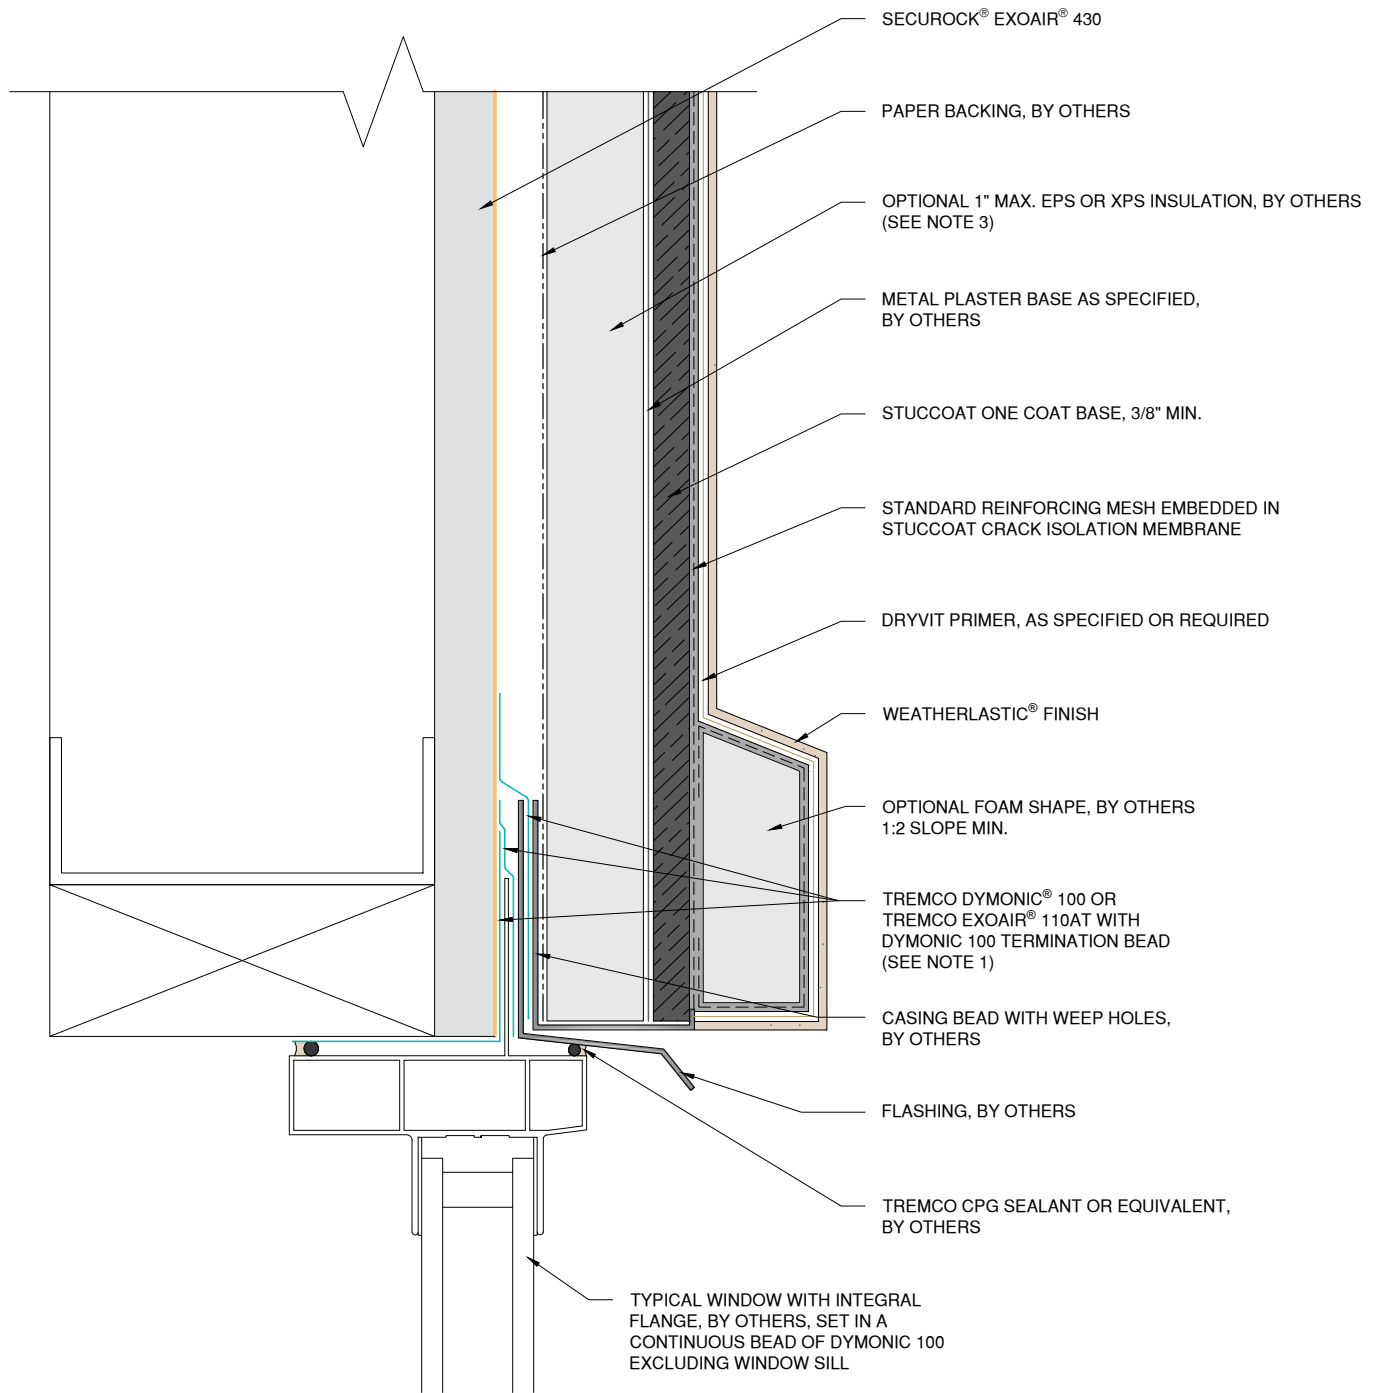 SECUROCK® EXOAIR® 430
PAPER BACKING, BY OTHERS
OPTIONAL 1" MAX. EPS OR XPS INSULATION, BY OTHERS
(SEE NOTE 3)
METAL PLASTER BASE AS SPECIFIED,
BY OTHERS
STUCCOAT ONE COAT BASE, 3/8" MIN.
STANDARD REINFORCING MESH EMBEDDED IN
STUCCOAT CRACK ISOLATION MEMBRANE
DRYVIT PRIMER, AS SPECIFIED OR REQUIRED
WEATHERLASTIC® FINISH
OPTIONAL FOAM SHAPE, BY OTHERS
1:2 SLOPE MIN.
TREMCO DYMONIC® 100 OR
TREMCO EXOAIR® 110AT WITH
DYMONIC 100 TERMINATION BEAD
(SEE NOTE 1)
CASING BEAD WITH WEEP HOLES,
BY OTHERS
FLASHING, BY OTHERS
TREMCO CPG SEALANT OR EQUIVALENT,
BY OTHERS
TYPICAL WINDOW WITH INTEGRAL
FLANGE, BY OTHERS, SET IN A
CONTINUOUS BEAD OF DYMONIC 100
EXCLUDING WINDOW SILL